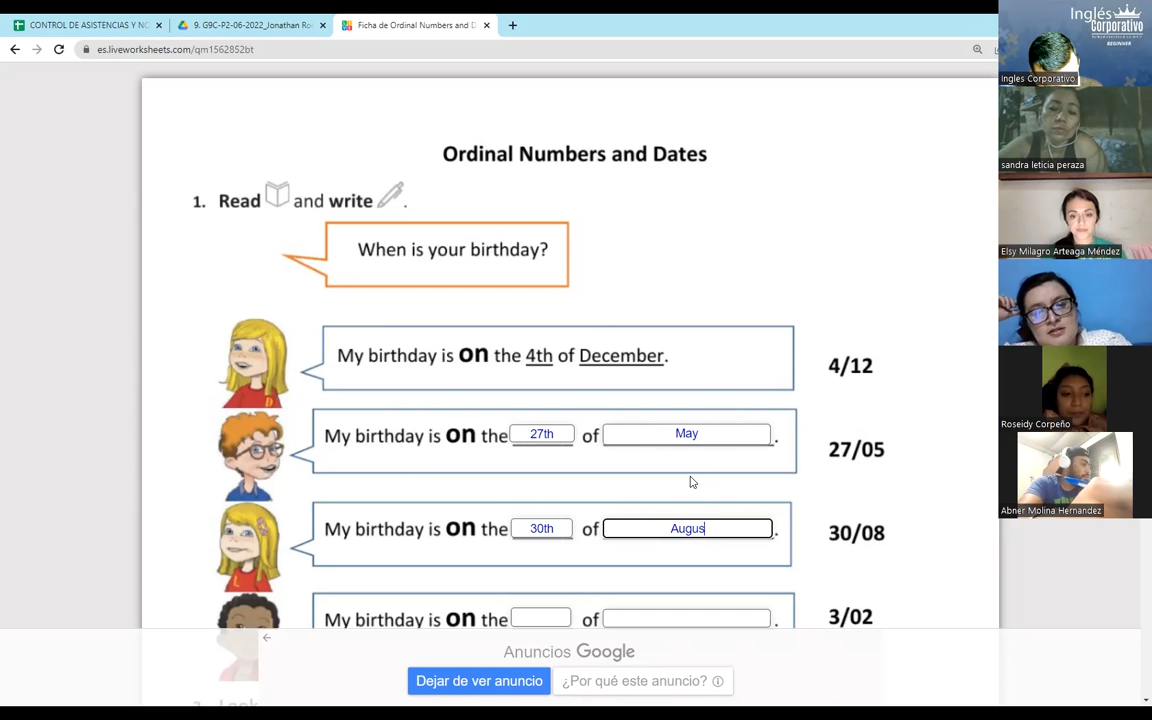 CONTROL DE ASISTENCIAS Y NO
9. G9C-P2-06-2022_Jonathan Ro
Ficha de Ordinal Numbers and D
es.liveworksheets.com/qm1562852bt
Ordinal Numbers and Dates
1. Read and write .
When is your birthday?
My birthday is on the 4th of December.
4/12
My birthday is on the 27th of May .
27/05
My birthday is on the 30th of Augus .
30/08
My birthday is on the of .
3/02
Anuncios Google
Dejar de ver anuncio
¿Por qué este anuncio?
Inglés
Corporativo
BEGINNER
Ingles Corporativo
sandra leticia peraza
Elsy Milagro Arteaga Méndez
Roseidy Corpeño
Abner Molina Hernandez